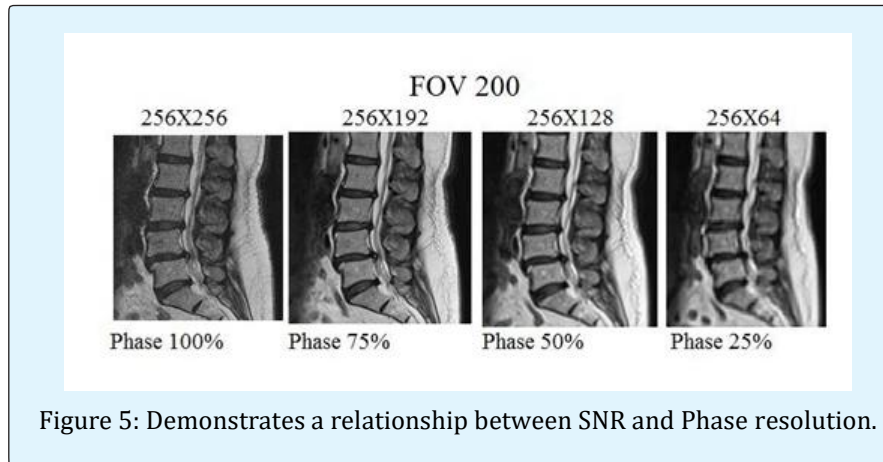 FOV 200
256X256 256X192 256X128 256X64
Phase 100% Phase 75% Phase 50% Phase 25%
Figure 5: Demonstrates a relationship between SNR and Phase resolution.